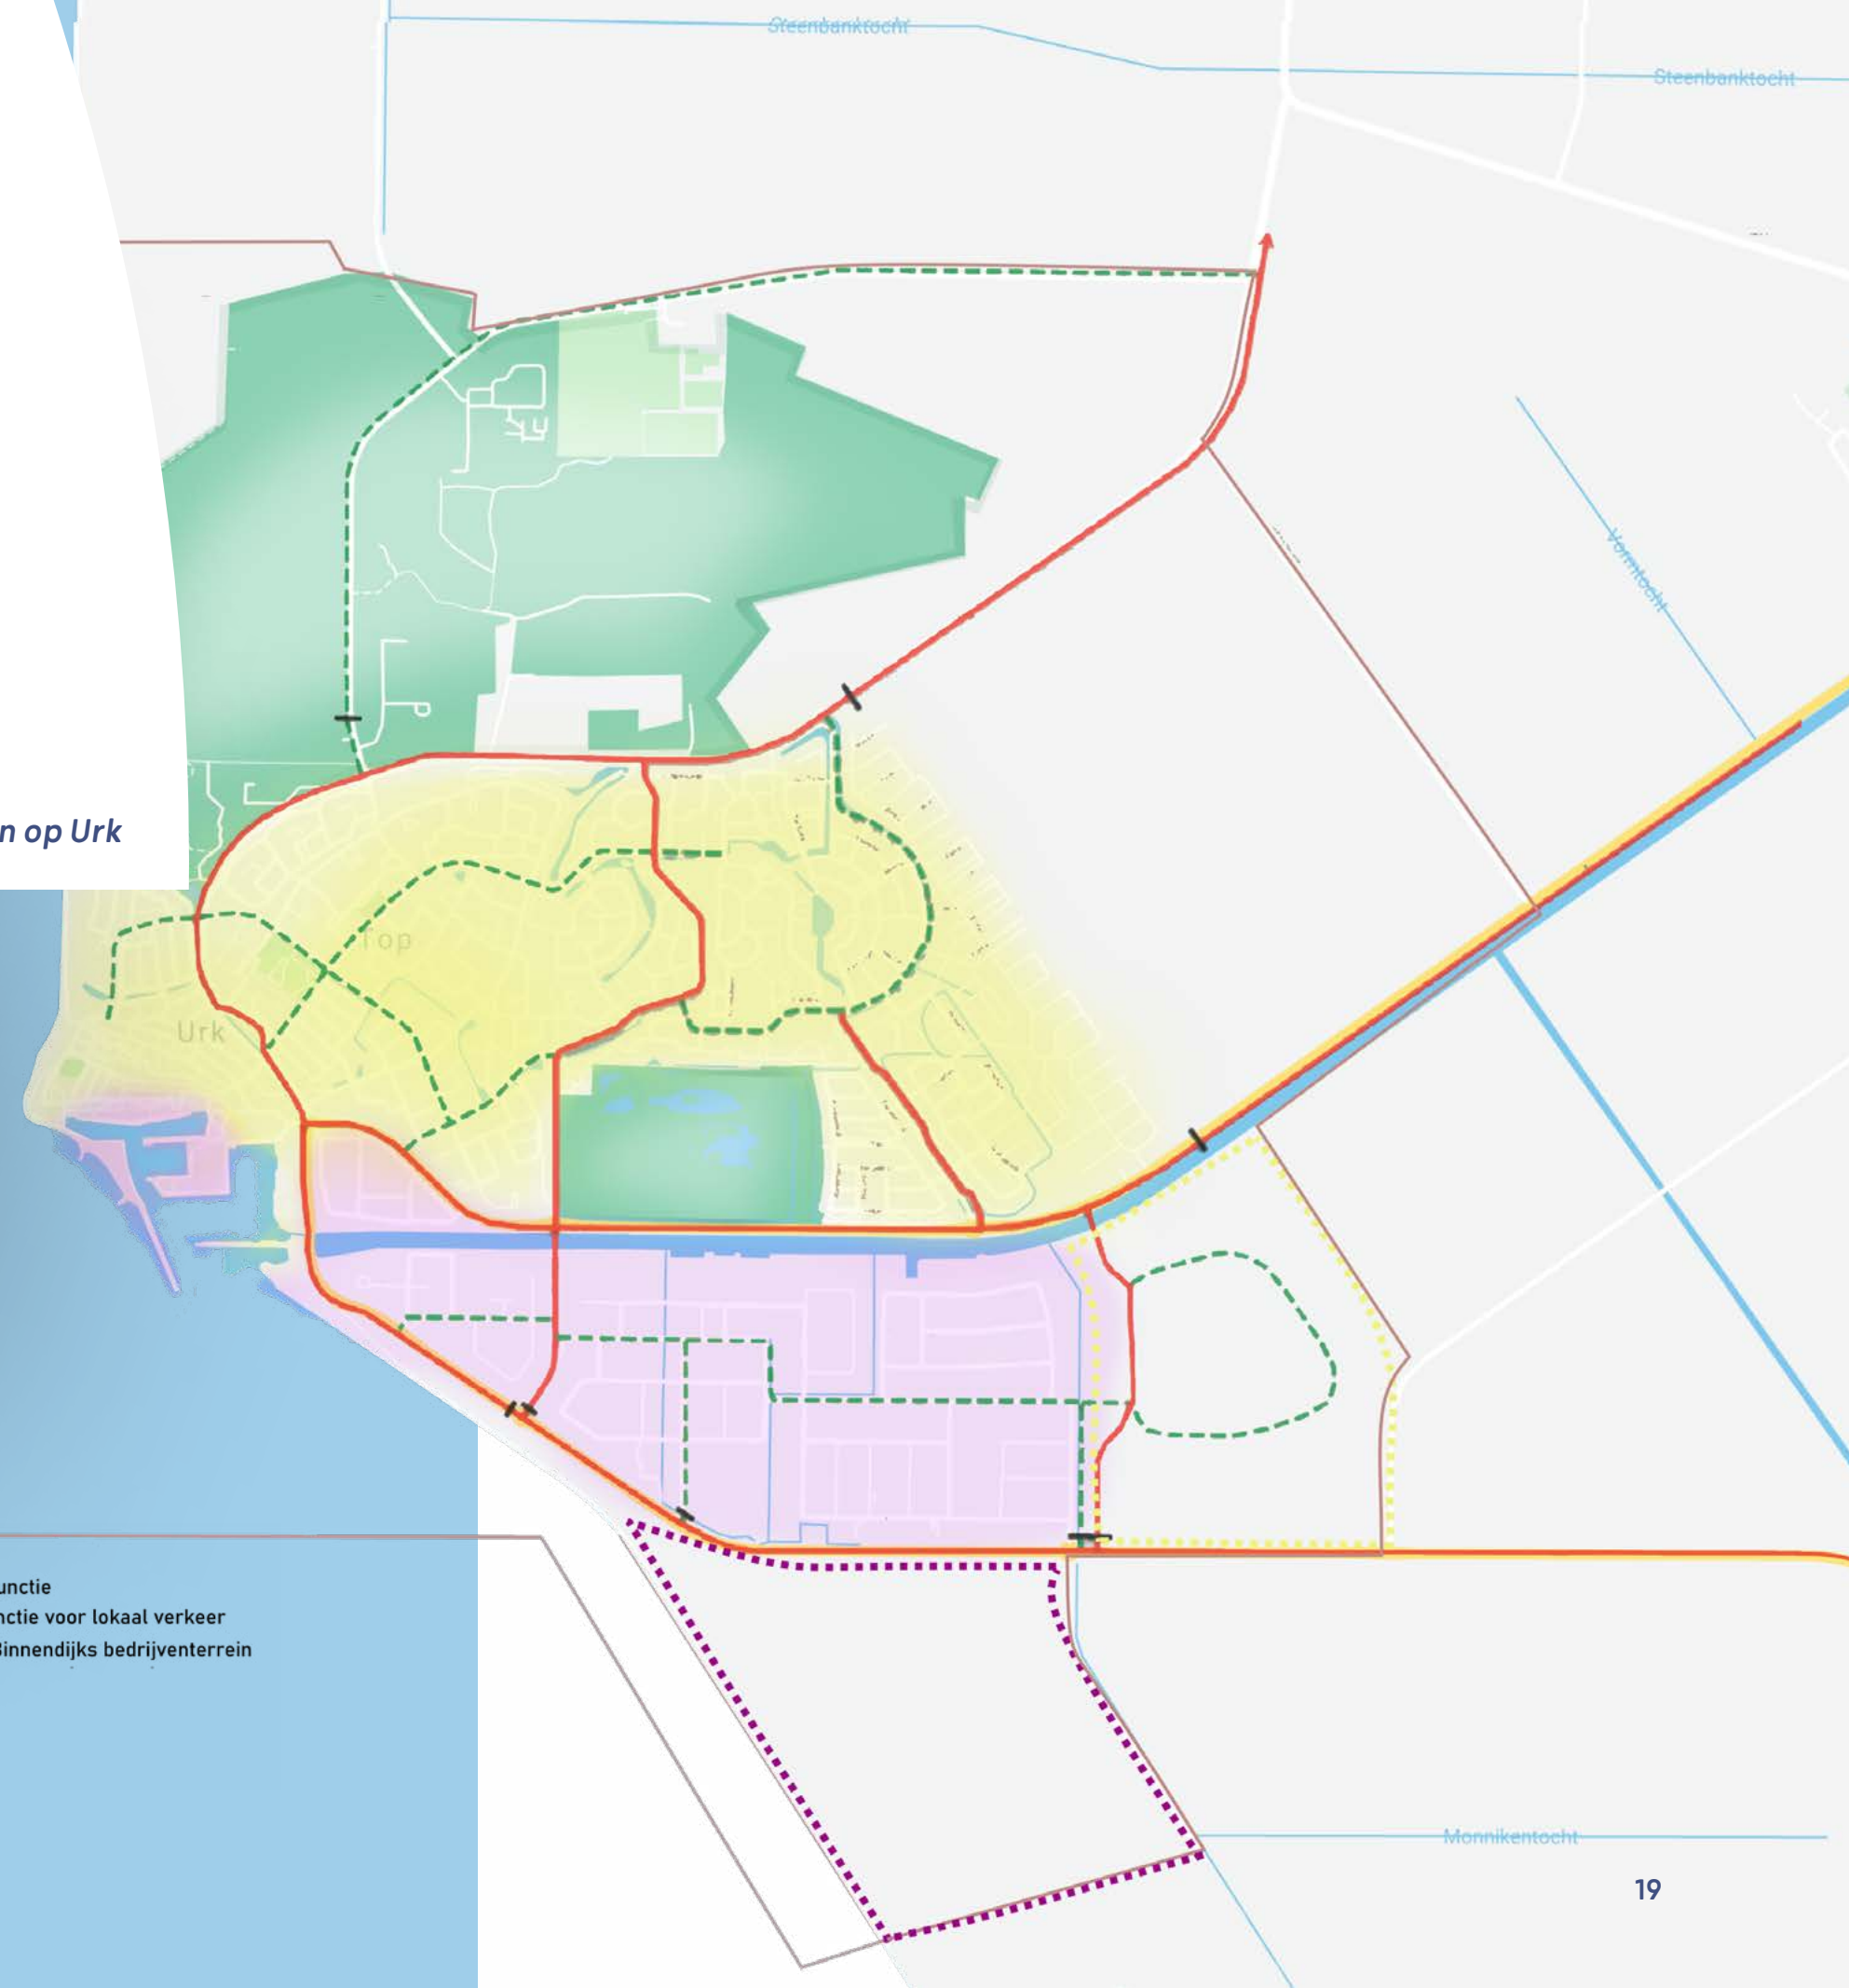 Steenbanktocht
Steenbanktocht
Vormtocht
n op Urk
Top
Urk
unctie
nctie voor lokaal verkeer
Binnendijks bedrijventerrein
Monnikentocht
19